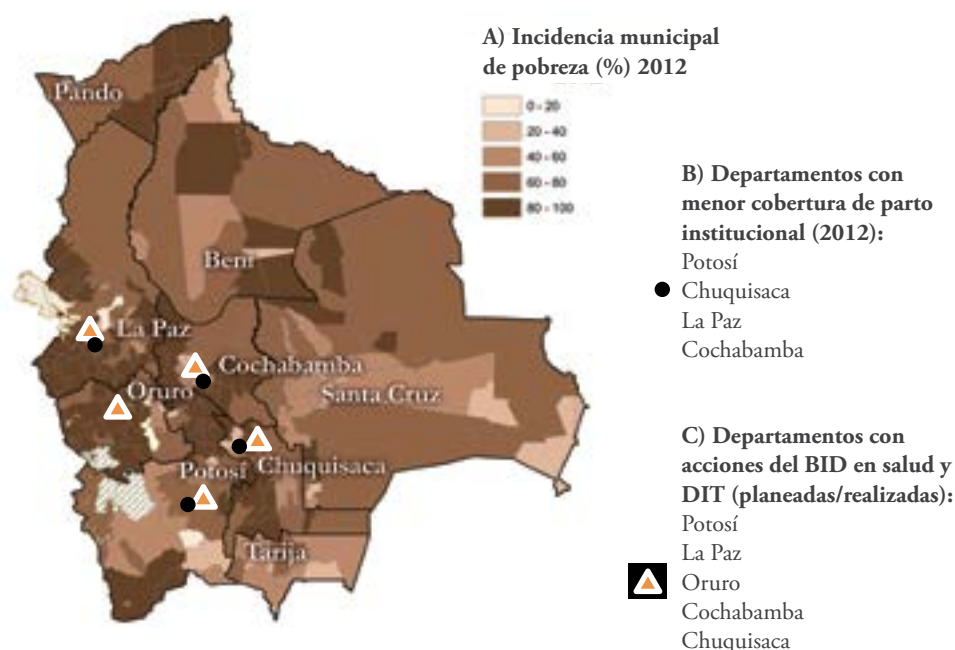 A) Incidencia municipal
de pobreza (%) 2012
0 - 20
20 - 40
40 - 60
60 - 80
80 - 100
Pando
Beni
La Paz
Cochabamba
Oruro
Santa Cruz
Potosí
Chuquisaca
Tarija
B) Departamentos con
menor cobertura de parto
institucional (2012):
Potosí
Chuquisaca
La Paz
Cochabamba
C) Departamentos con
acciones del BID en salud y
DIT (planeadas/realizadas):
Potosí
La Paz
Oruro
Cochabamba
Chuquisaca